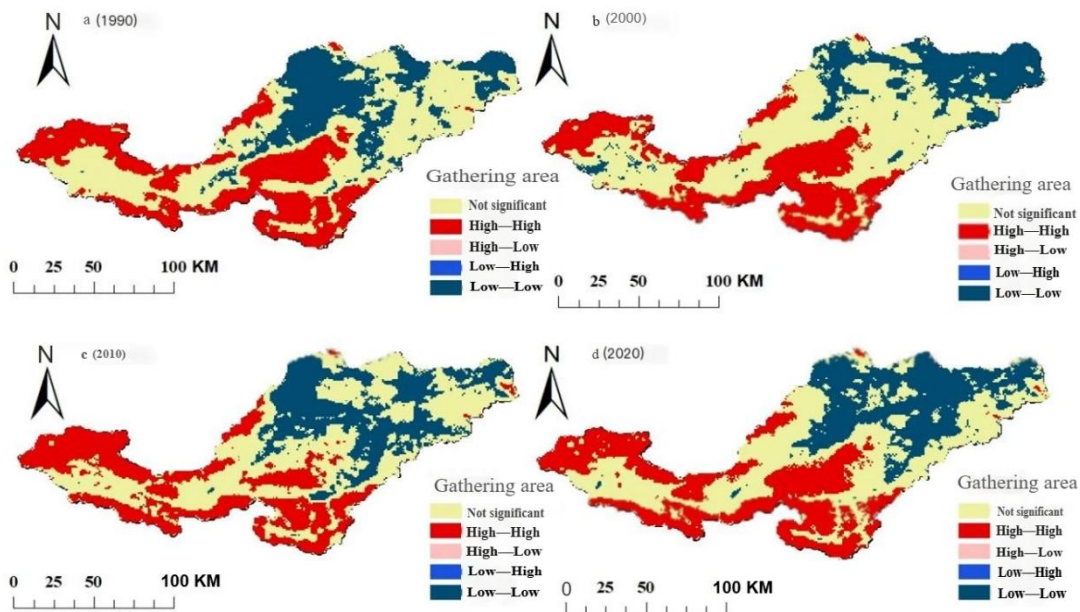 a (1990)
N
Gathering area
Not significant
High—High
High—Low
Low—High
Low—Low
0 25 50 100 KM
b (2000)
N
Gathering area
Not significant
High—High
High—Low
Low—High
Low—Low
0 25 50 100 KM
c (2010)
N
Gathering area
Not significant
High—High
High—Low
Low—High
Low—Low
0 25 50 100 KM
d (2020)
N
Gathering area
Not significant
High—High
High—Low
Low—High
Low—Low
0 25 50 100 KM